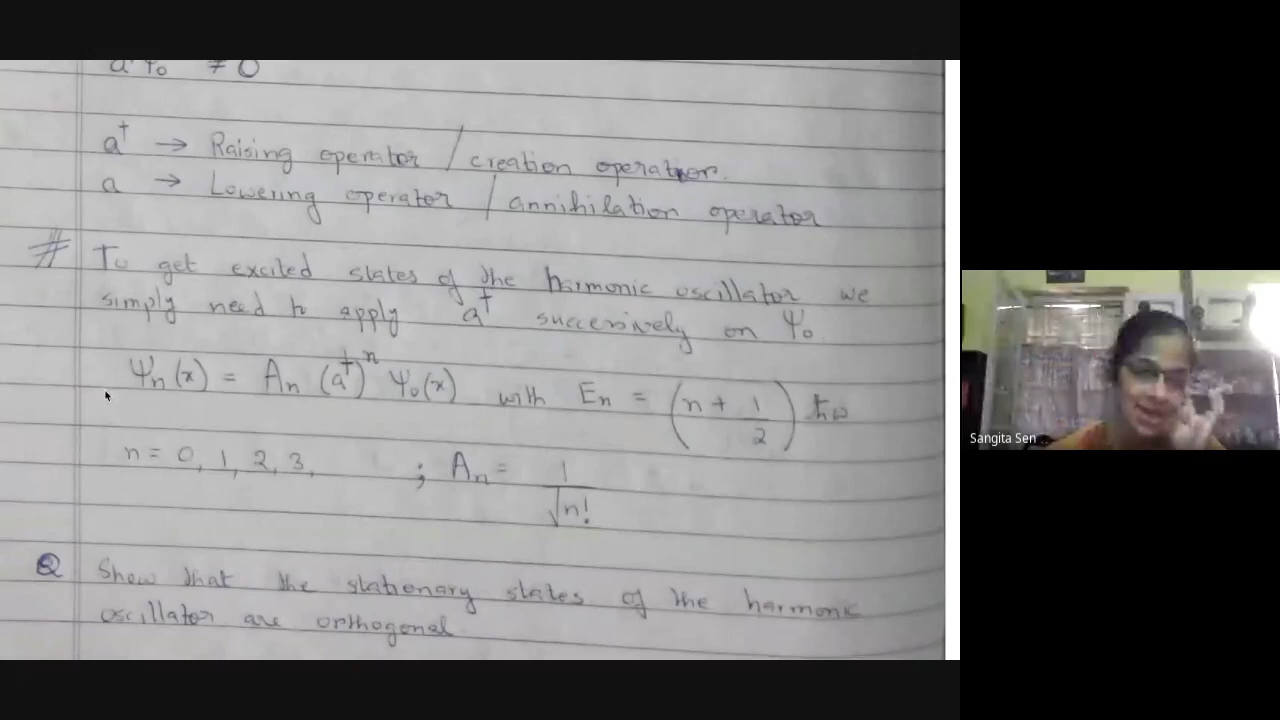 a† Ψ₀ ≠ 0
a† → Raising operator / creation operator.
a → Lowering operator / annihilation operator
# To get excited states of the harmonic oscillator we
simply need to apply a† successively on Ψ₀
Ψn(x) = An (a†)ⁿ Ψ₀(x) with En = (n + 1/2) ħω
n = 0, 1, 2, 3, ; An = 1/√n!
Q Show that the stationary states of the harmonic
oscillator are orthogonal
Sangita Sen